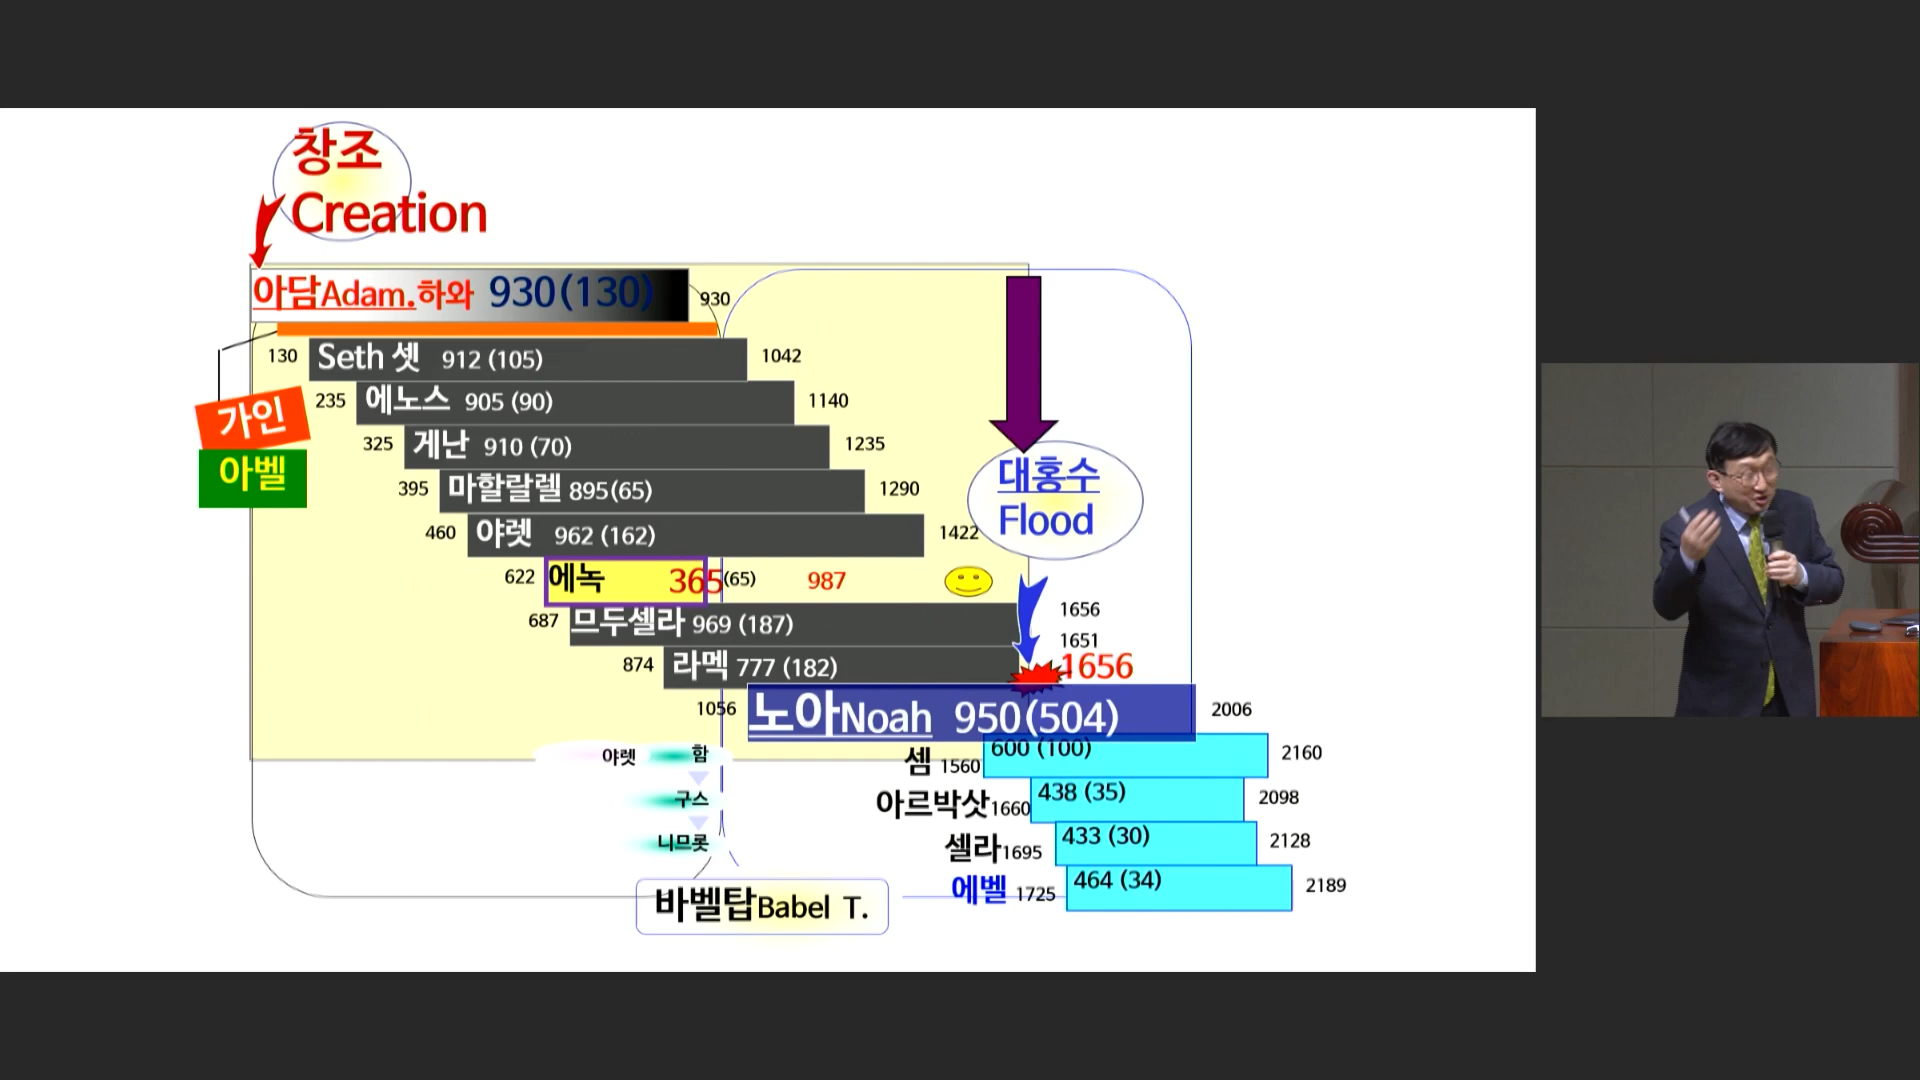 창조
Creation
아담Adam.하와 930(130) 930
130 Seth 셋 912 (105) 1042
가인
235 에노스 905 (90) 1140
325 게난 910 (70) 1235
아벨
395 마할랄렐 895(65) 1290
대홍수
Flood
460 야렛 962 (162) 1422
622 에녹 365(65) 987
687 므두셀라 969 (187) 1656
1651
874 라멕 777 (182) 1656
1056 노아Noah 950(504) 2006
야렛 함
구스
니므롯
셈 1560 600 (100) 2160
아르박삿1660 438 (35) 2098
셀라1695 433 (30) 2128
에벨 1725 464 (34) 2189
바벨탑Babel T.